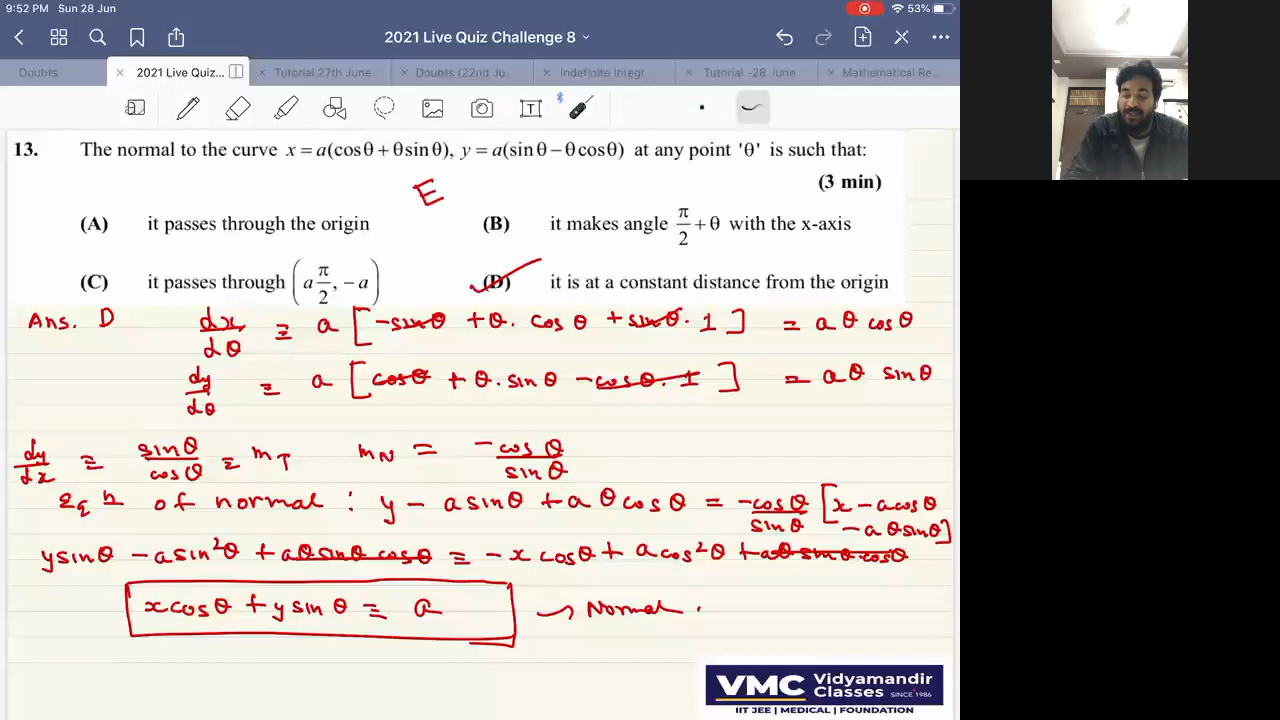 9:52 PM Sun 28 Jun 53%
2021 Live Quiz Challenge 8
Doubts 2021 Live Quiz... Tutorial 27th June Doubts (22nd Ju... Indefinite Integr... Tutorial -28 June Mathematical Re...
13. The normal to the curve x = a(cosθ + θsinθ), y = a(sinθ − θcosθ) at any point 'θ' is such that:
(3 min)
E
(A) it passes through the origin (B) it makes angle π/2 + θ with the x-axis
(C) it passes through (a π/2, −a) (D) it is at a constant distance from the origin
Ans. D dx/dθ = a [-sinθ + θ. cosθ + sinθ. 1] = aθ cosθ
dy/dθ = a [cosθ + θ. sinθ - cosθ. 1] = aθ sinθ
dy/dx = sinθ/cosθ = mT mN = -cosθ/sinθ
Eqn of normal : y - a sinθ + aθcosθ = -cosθ/sinθ [x - a cosθ - aθsinθ]
y sinθ - a sin²θ + aθsinθ cosθ = -x cosθ + a cos²θ + aθ sinθ cosθ
x cosθ + y sinθ = a → Normal.
VMC Vidyamandir Classes SINCE 1986
IIT JEE | MEDICAL | FOUNDATION